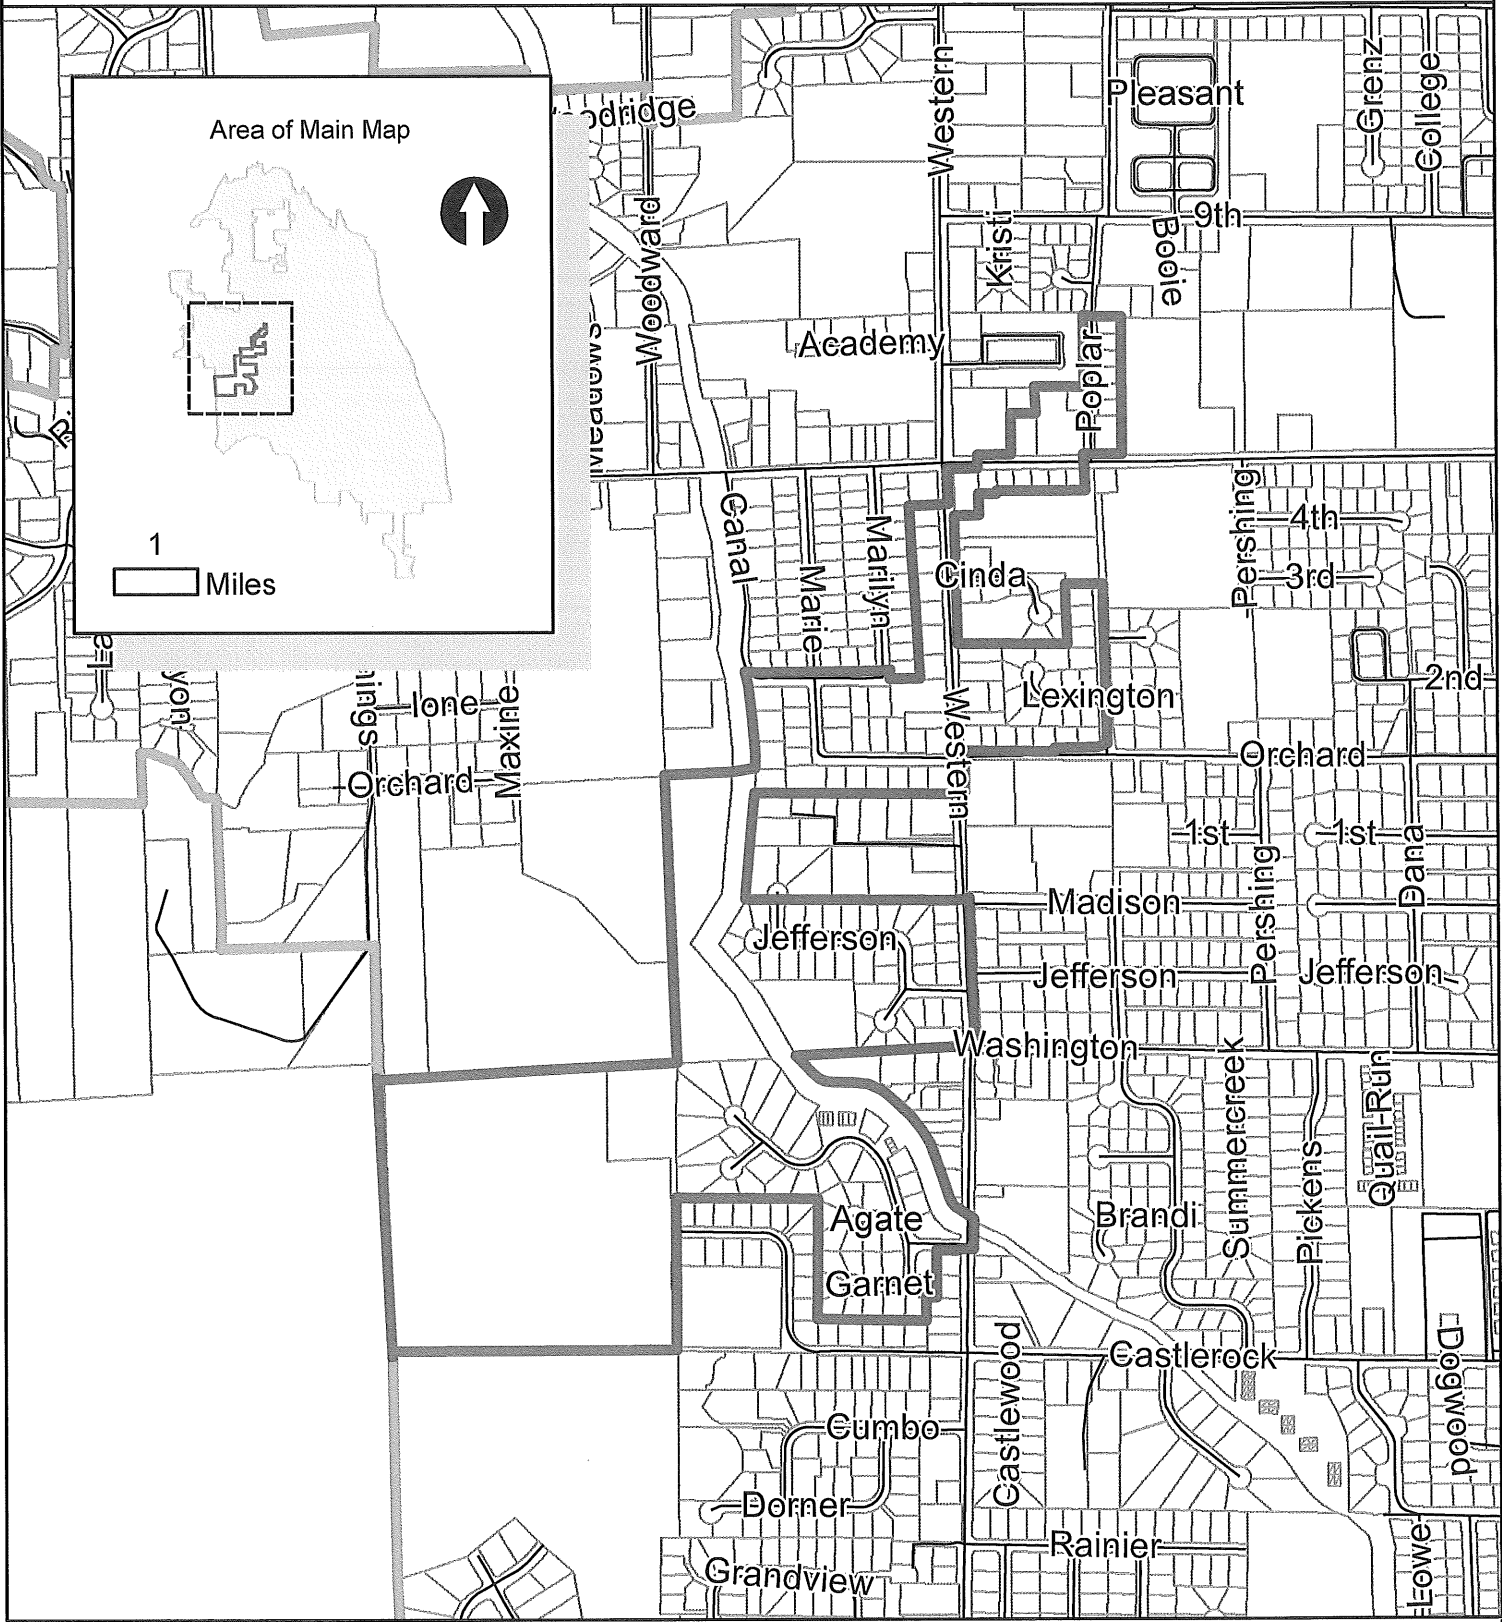 Area of Main Map
1
Miles
Woodward
Meadows
Western
Pleasant
Grenz
College
Kristi
9th
Booie
Academy
Poplar
Canal
Marie
Marilyn
Cinda
Pershing
4th
3rd
Lexington
2nd
Ione
Maxine
Orchard
Western
Orchard
1st
1st
Dana
Madison
Pershing
Jefferson
Jefferson
Jefferson
Washington
Summercreek
Pickens
Quail-Run
Agate
Brandi
Garnet
Castlewood
Castlerock
Dogwood
Cumbo
Dorner
Rainier
Grandview
Lowe